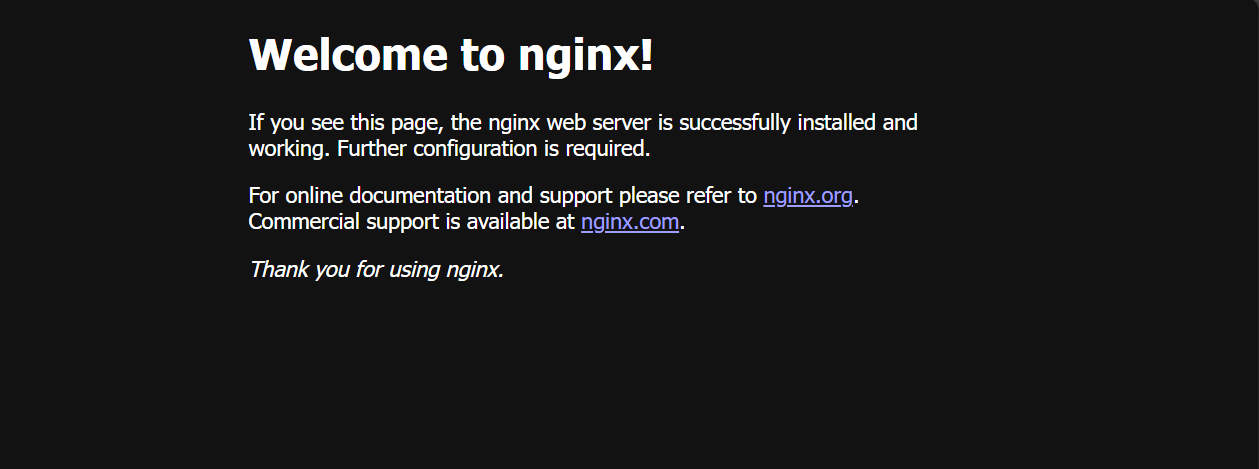 Welcome to nginx!
If you see this page, the nginx web server is successfully installed and
working. Further configuration is required.
For online documentation and support please refer to nginx.org.
Commercial support is available at nginx.com.
Thank you for using nginx.